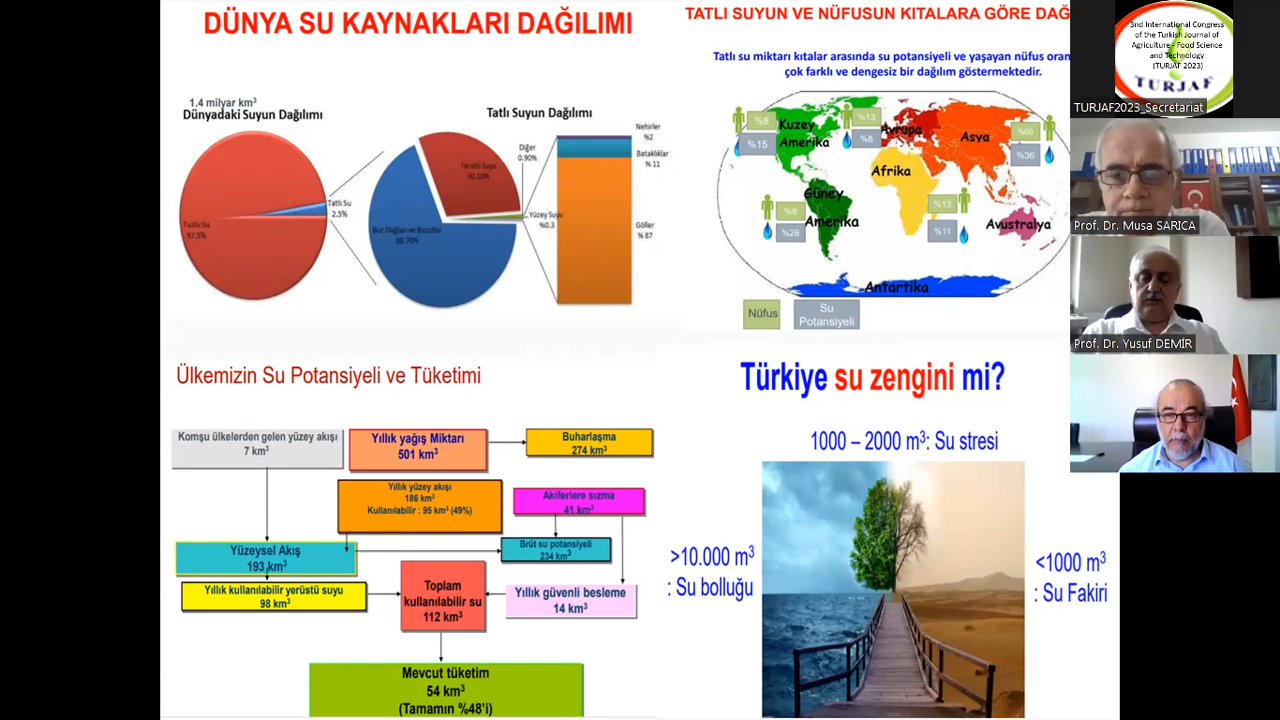 DÜNYA SU KAYNAKLARI DAĞILIMI
1.4 milyar km³
Dünyadaki Suyun Dağılımı
Tuzlu Su
97.5%
Tatlı Su
2.5%
Tatlı Suyun Dağılımı
Yeraltı Suyu
30.10%
Diğer
0.90%
Buz Dağları ve Buzullar
68.70%
Yüzey Suyu
%0.3
Nehirler
%2
Bataklıklar
% 11
Göller
% 87
TATLI SUYUN VE NÜFUSUN KITALARA GÖRE DAĞ
Tatlı su miktarı kıtalar arasında su potansiyeli ve yaşayan nüfus oran
çok farklı ve dengesiz bir dağılım göstermektedir.
%8
%15
Kuzey
Amerika
%13
%8
Avrupa
Asya
%60
%36
Afrika
%13
%11
Güney
Amerika
%6
%26
Avustralya
Antartika
Nüfus
Su
Potansiyeli
Ülkemizin Su Potansiyeli ve Tüketimi
Komşu ülkelerden gelen yüzey akışı
7 km³
Yıllık yağış Miktarı
501 km³
Buharlaşma
274 km³
Yıllık yüzey akışı
186 km³
Kullanılabilir : 95 km³ (49%)
Akiferlere sızma
41 km³
Yüzeysel Akış
193 km³
Brüt su potansiyeli
234 km³
Yıllık kullanılabilir yerüstü suyu
98 km³
Toplam
kullanılabilir su
112 km³
Yıllık güvenli besleme
14 km³
Mevcut tüketim
54 km³
(Tamamın %48'i)
Türkiye su zengini mi?
1000 – 2000 m³: Su stresi
>10.000 m³
: Su bolluğu
<1000 m³
: Su Fakiri
3nd International Congress
of the Turkish Journal of
Agriculture - Food Science
and Technology
(TURJAF 2023)
TURJAF
TURJAF2023_Secretariat
Prof. Dr. Musa SARICA
Prof. Dr. Yusuf DEMİR